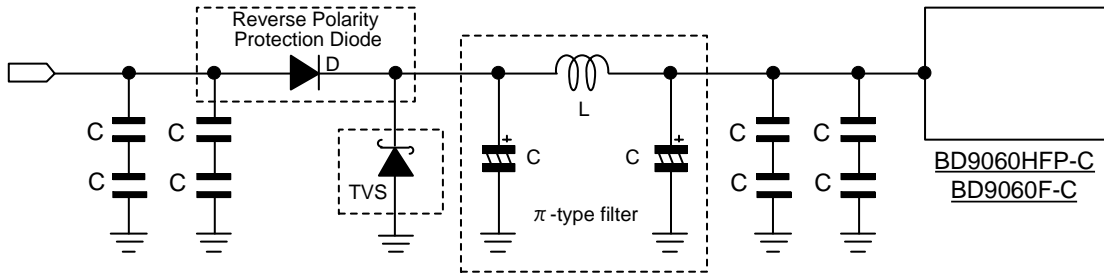 Reverse Polarity
Protection Diode
D
C
C
C
C
TVS
C
L
C
π-type filter
C
C
C
C
BD9060HFP-C
BD9060F-C